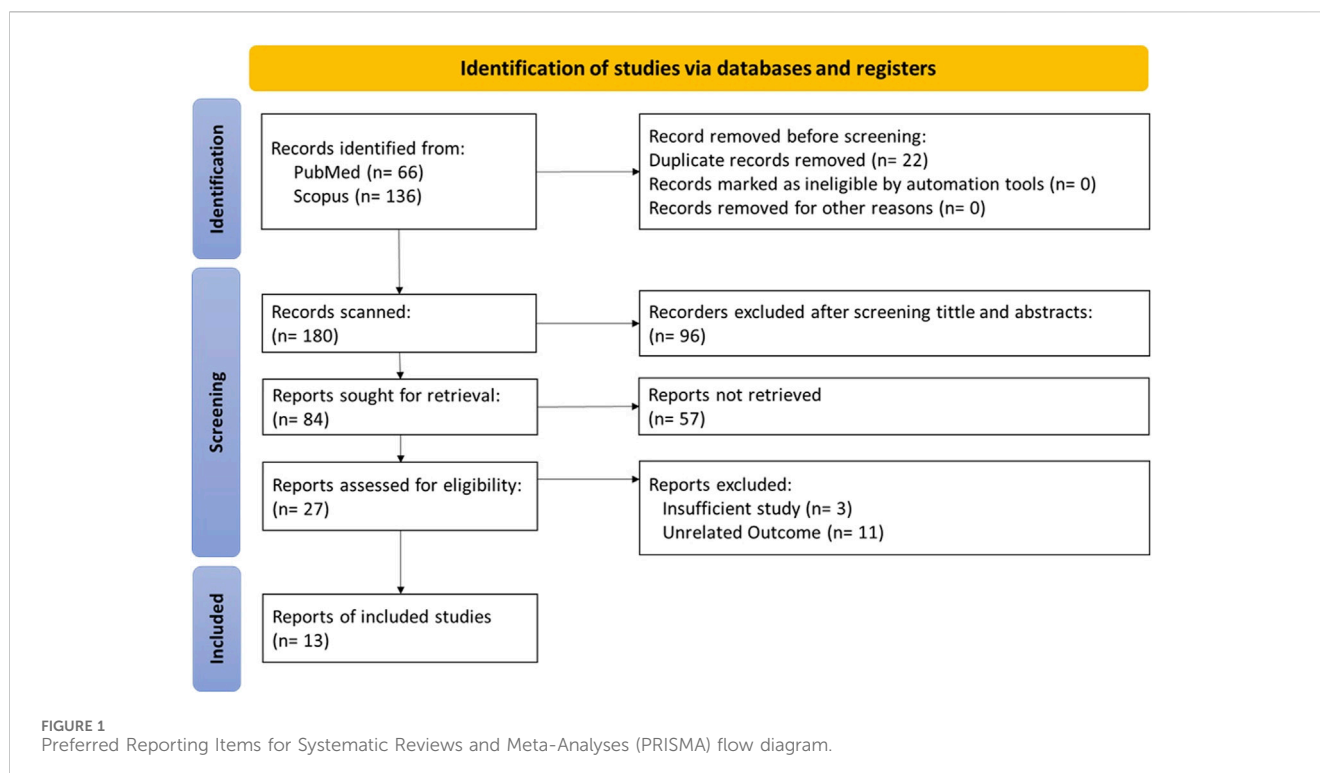 Identification of studies via databases and registers
Identification
Records identified from:
PubMed (n= 66)
Scopus (n= 136)
Record removed before screening:
Duplicate records removed (n= 22)
Records marked as ineligible by automation tools (n= 0)
Records removed for other reasons (n= 0)
Screening
Records scanned:
(n= 180)
Recorders excluded after screening tittle and abstracts:
(n= 96)
Reports sought for retrieval:
(n= 84)
Reports not retrieved
(n= 57)
Reports assessed for eligibility:
(n= 27)
Reports excluded:
Insufficient study (n= 3)
Unrelated Outcome (n= 11)
Included
Reports of included studies
(n= 13)
FIGURE 1
Preferred Reporting Items for Systematic Reviews and Meta-Analyses (PRISMA) flow diagram.